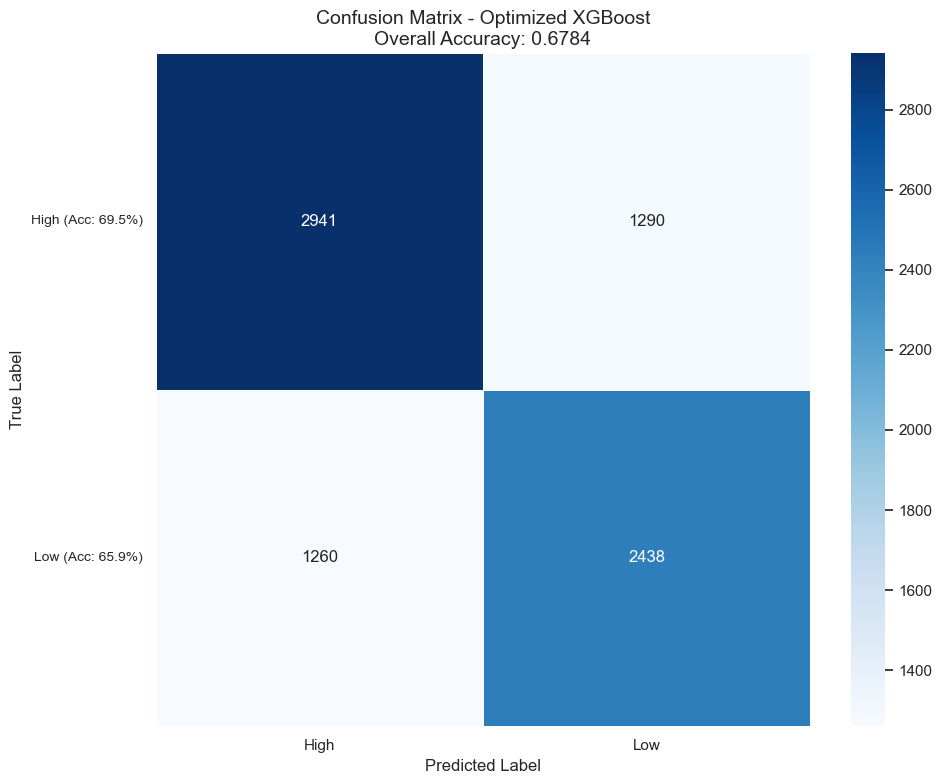 Confusion Matrix - Optimized XGBoost
Overall Accuracy: 0.6784
High (Acc: 69.5%)
2941
1290
Low (Acc: 65.9%)
1260
2438
High
Low
Predicted Label
True Label
2800
2600
2400
2200
2000
1800
1600
1400